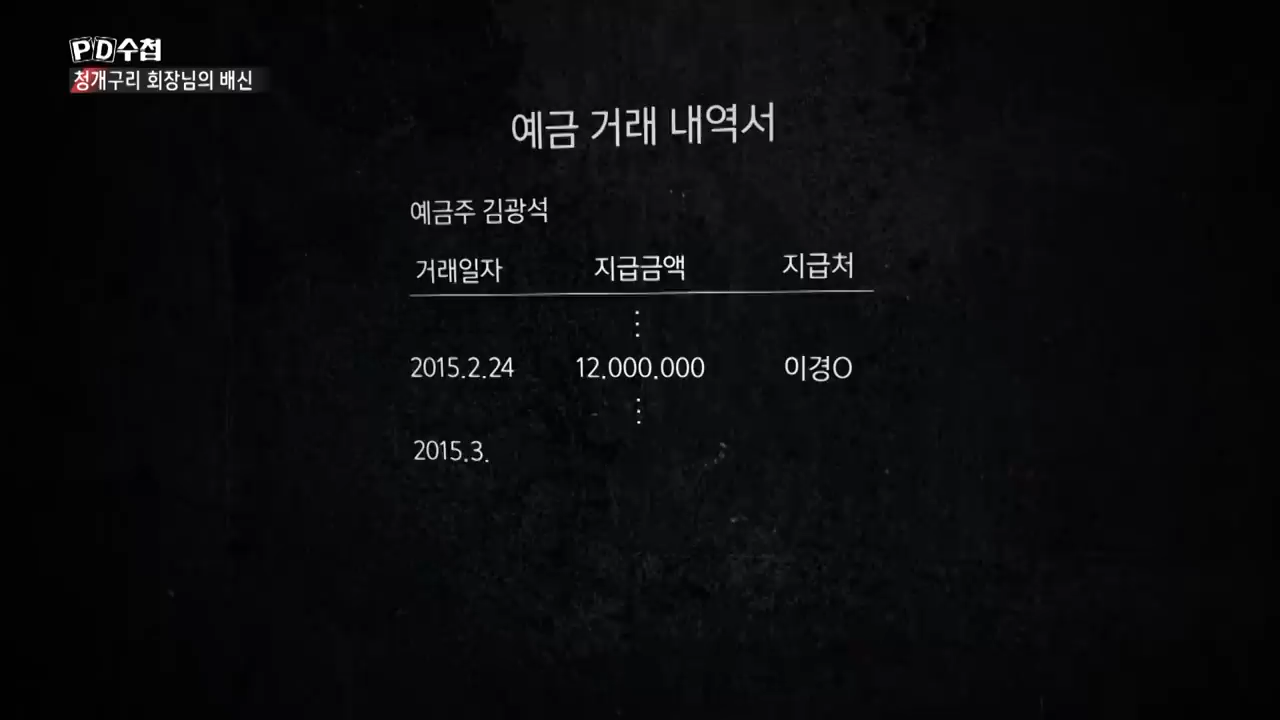 PD수첩
청개구리 회장님의 배신
예금 거래 내역서
예금주 김광석
거래일자 지급금액 지급처
⋮
2015.2.24 12,000,000 이경O
⋮
2015.3.